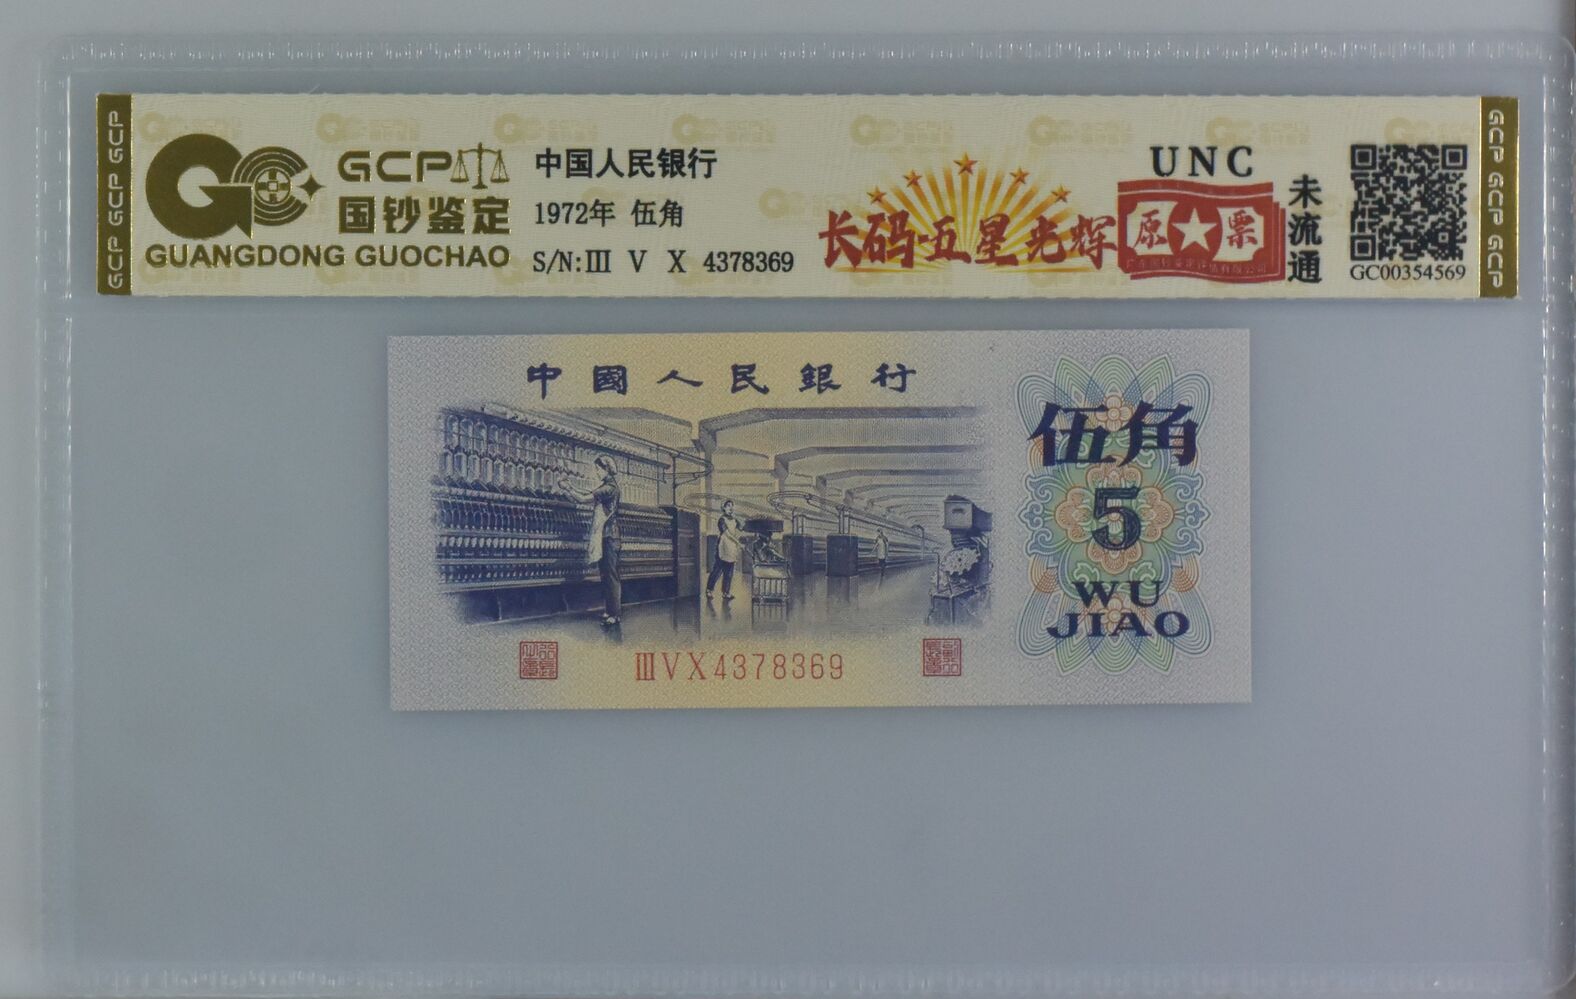 GCP GCP GCP
GCP
国钞鉴定
GUANGDONG GUOCHAO
中国人民银行
1972年 伍角
S/N:Ⅲ V X 4378369
长码·五星光辉
UNC
原票
未流通
GC00354569
GCP GCP GCP
中國人民銀行
伍角
5
WU
JIAO
ⅢVX4378369